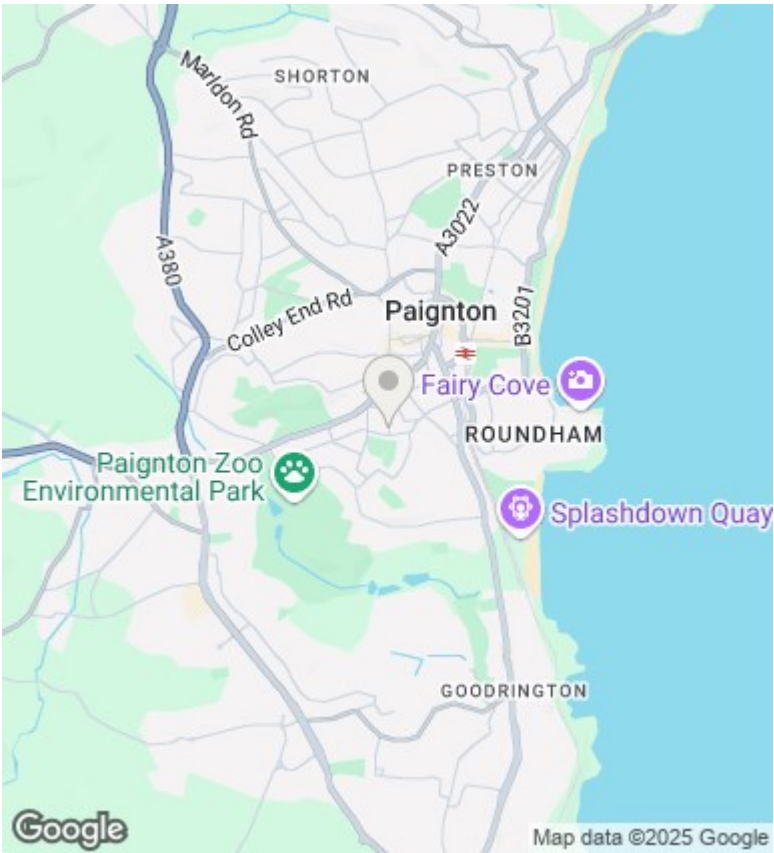 Marldon Rd
SHORTON
PRESTON
A3022
A380
Colley End Rd
Paignton
B3201
Fairy Cove
ROUNDHAM
Paignton Zoo
Environmental Park
Splashdown Quay
GOODRINGTON
Google
Map data ©2025 Google